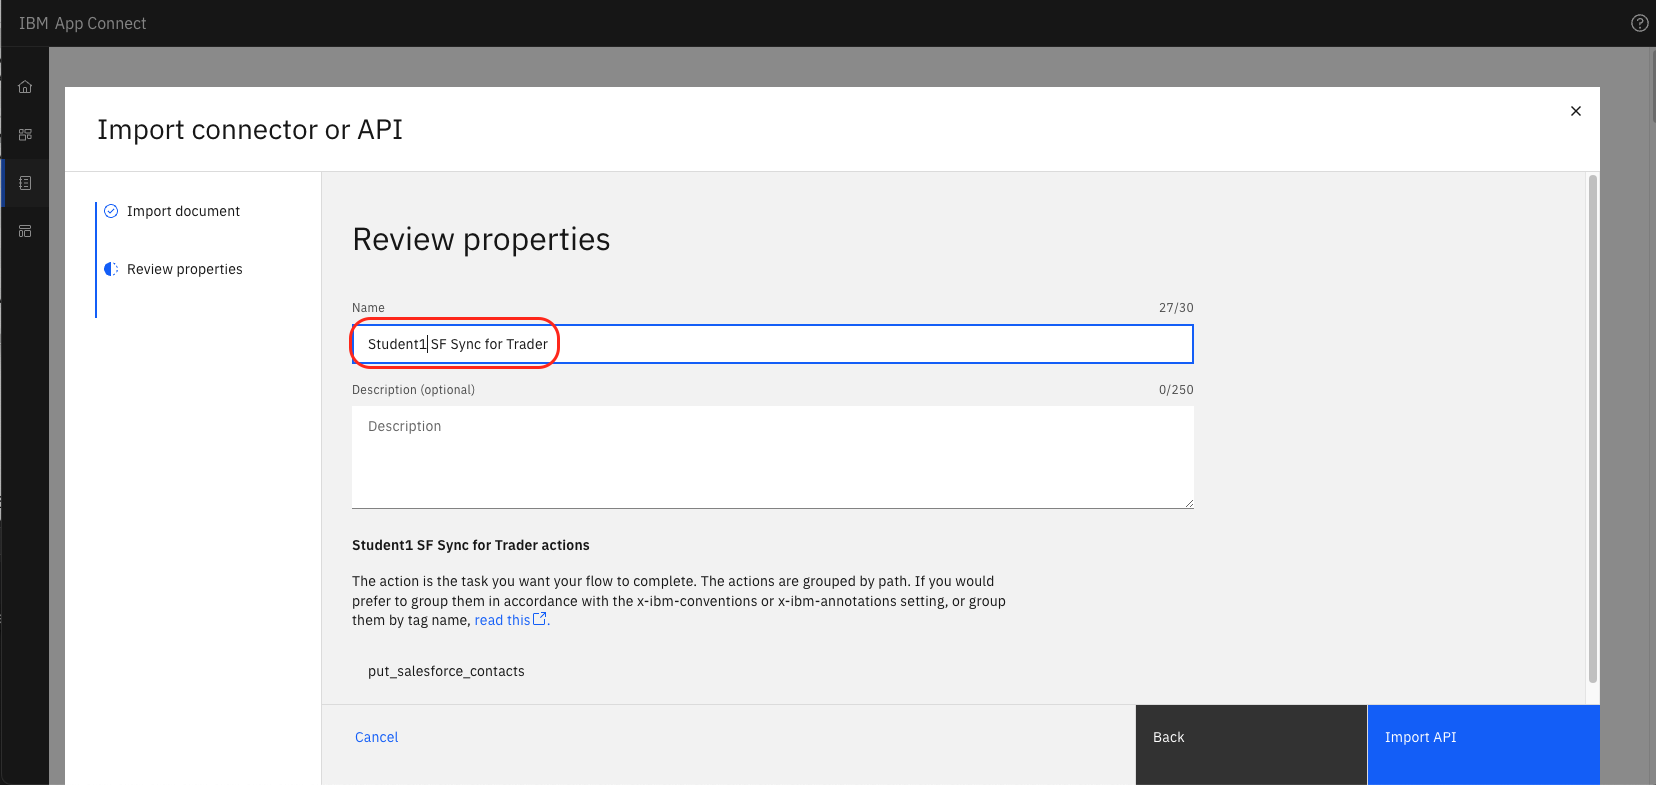 IBM App Connect
Import connector or API
Import document
Review properties
Review properties
Name
27/30
Student1 SF Sync for Trader
Description (optional)
0/250
Description
Student1 SF Sync for Trader actions
The action is the task you want your flow to complete. The actions are grouped by path. If you would
prefer to group them in accordance with the x-ibm-conventions or x-ibm-annotations setting, or group
them by tag name, read this.
put_salesforce_contacts
Cancel
Back
Import API